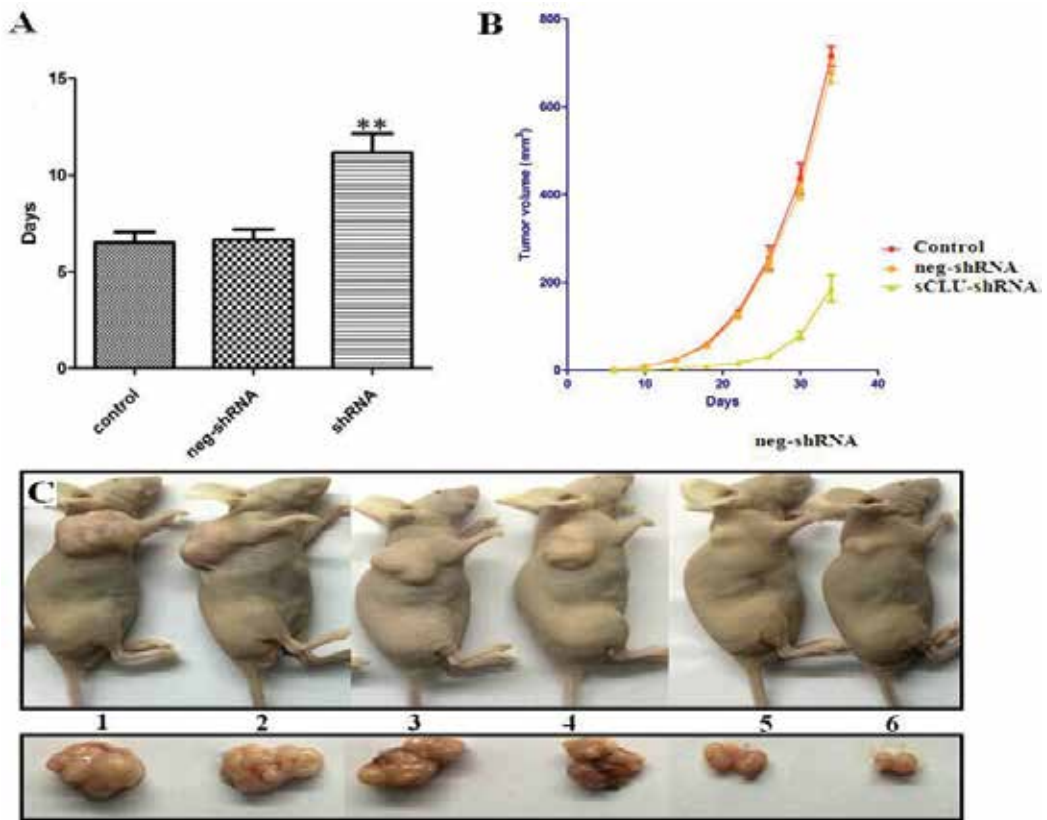 A
Days
15
10
5
0
**
control
neg-shRNA
shRNA
B
Tumor volume (mm³)
800
600
400
200
0
0 10 20 30 40
Days
Control
neg-shRNA
sCLU-shRNA
neg-shRNA
C
1 2 3 4 5 6